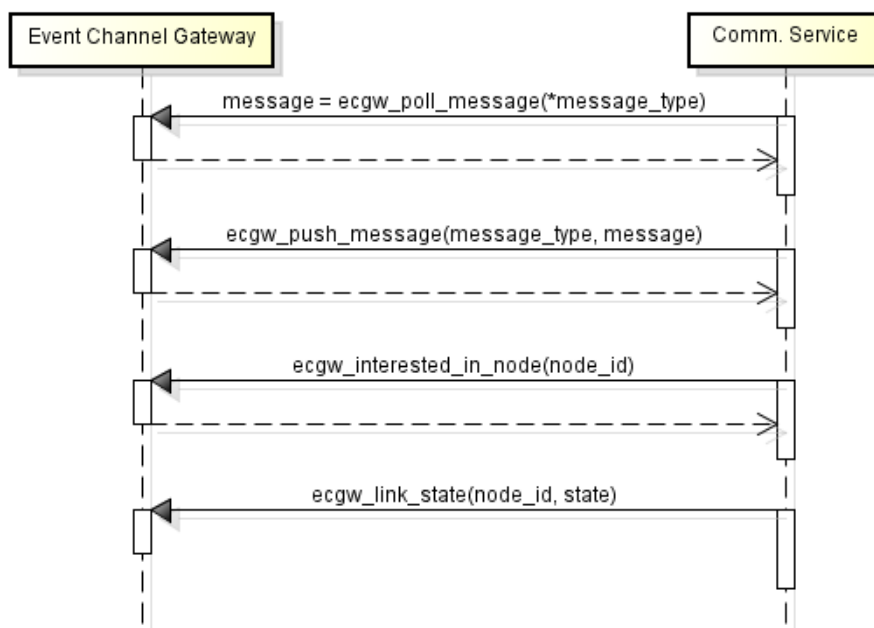 Event Channel Gateway
Comm. Service
message = ecgw_poll_message(*message_type)
ecgw_push_message(message_type, message)
ecgw_interested_in_node(node_id)
ecgw_link_state(node_id, state)